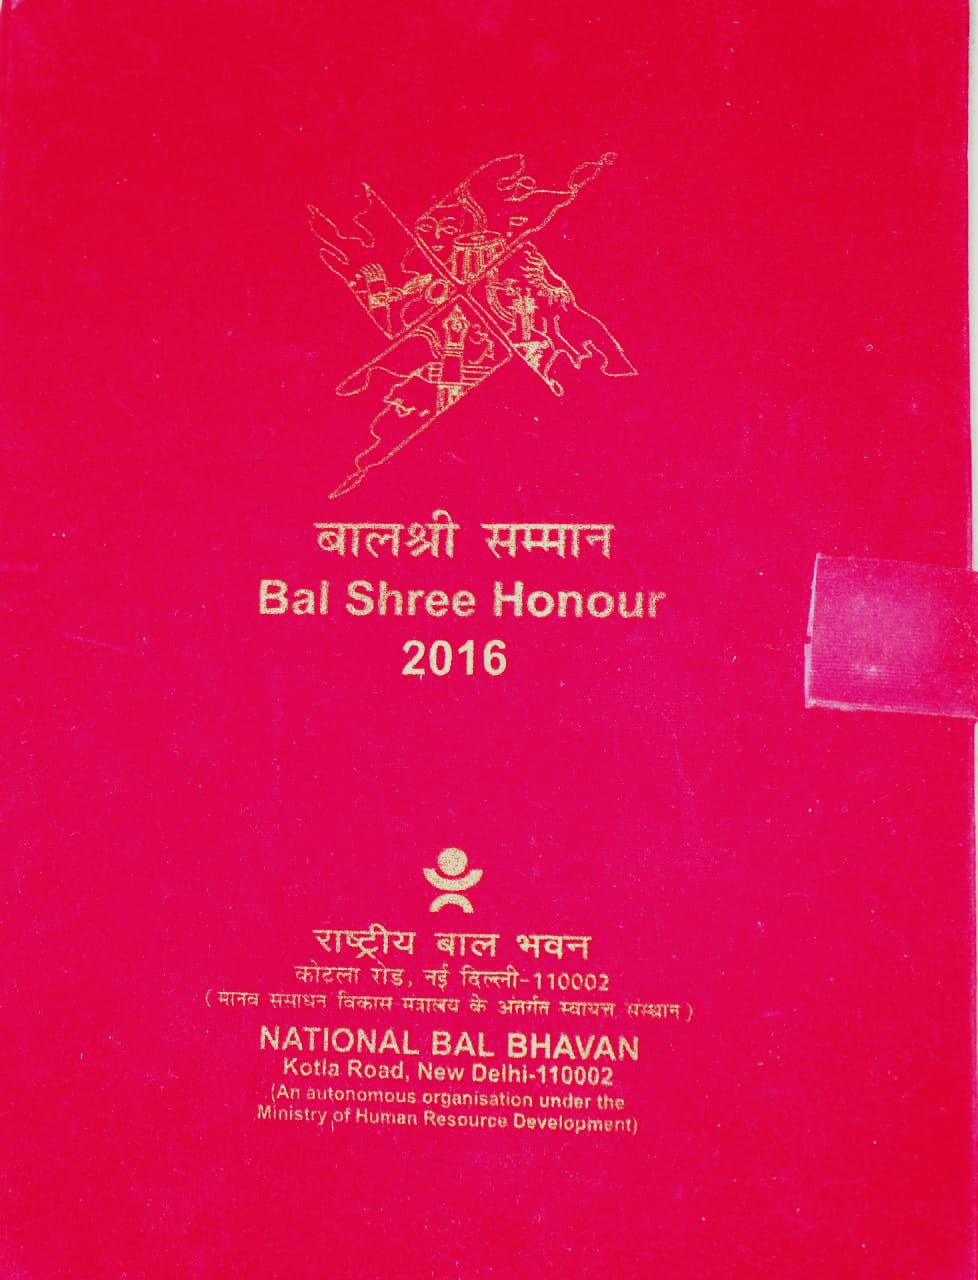 बालश्री सम्मान
Bal Shree Honour
2016
राष्ट्रीय बाल भवन
कोटला रोड, नई दिल्ली-110002
(मानव संसाधन विकास मंत्रालय के अंतर्गत स्वायत्त संस्थान)
NATIONAL BAL BHAVAN
Kotla Road, New Delhi-110002
(An autonomous organisation under the
Ministry of Human Resource Development)